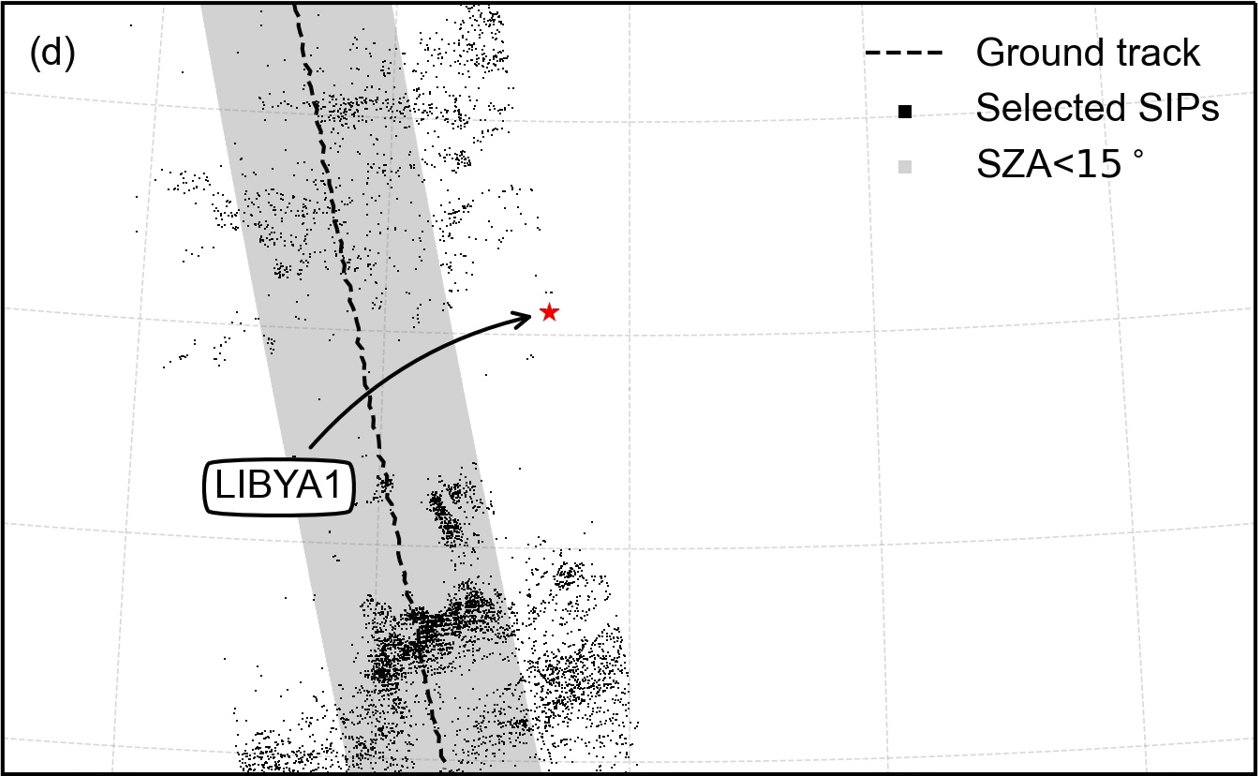 (d)
Ground track
Selected SIPs
SZA<15 °
LIBYA1